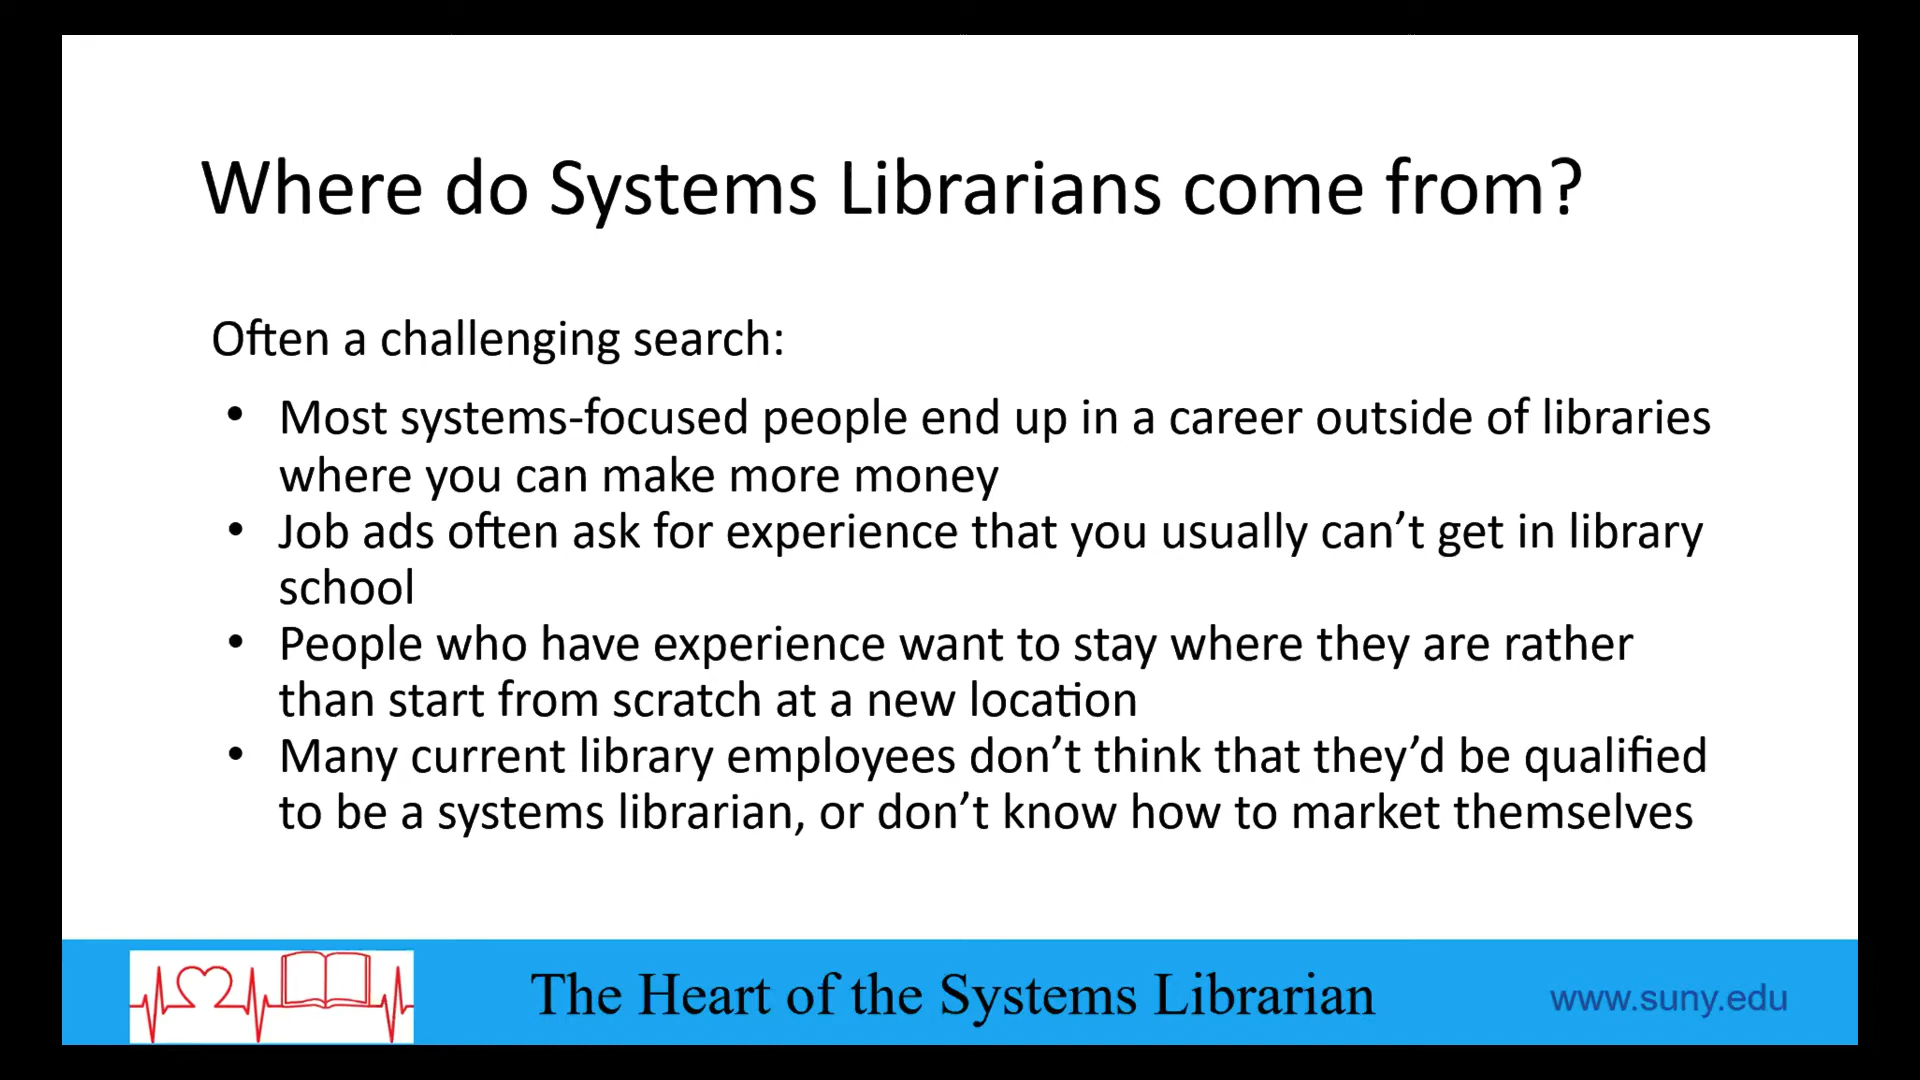 Where do Systems Librarians come from?
Often a challenging search:
• Most systems-focused people end up in a career outside of libraries
where you can make more money
• Job ads often ask for experience that you usually can’t get in library
school
• People who have experience want to stay where they are rather
than start from scratch at a new location
• Many current library employees don’t think that they’d be qualified
to be a systems librarian, or don’t know how to market themselves
The Heart of the Systems Librarian
www.suny.edu